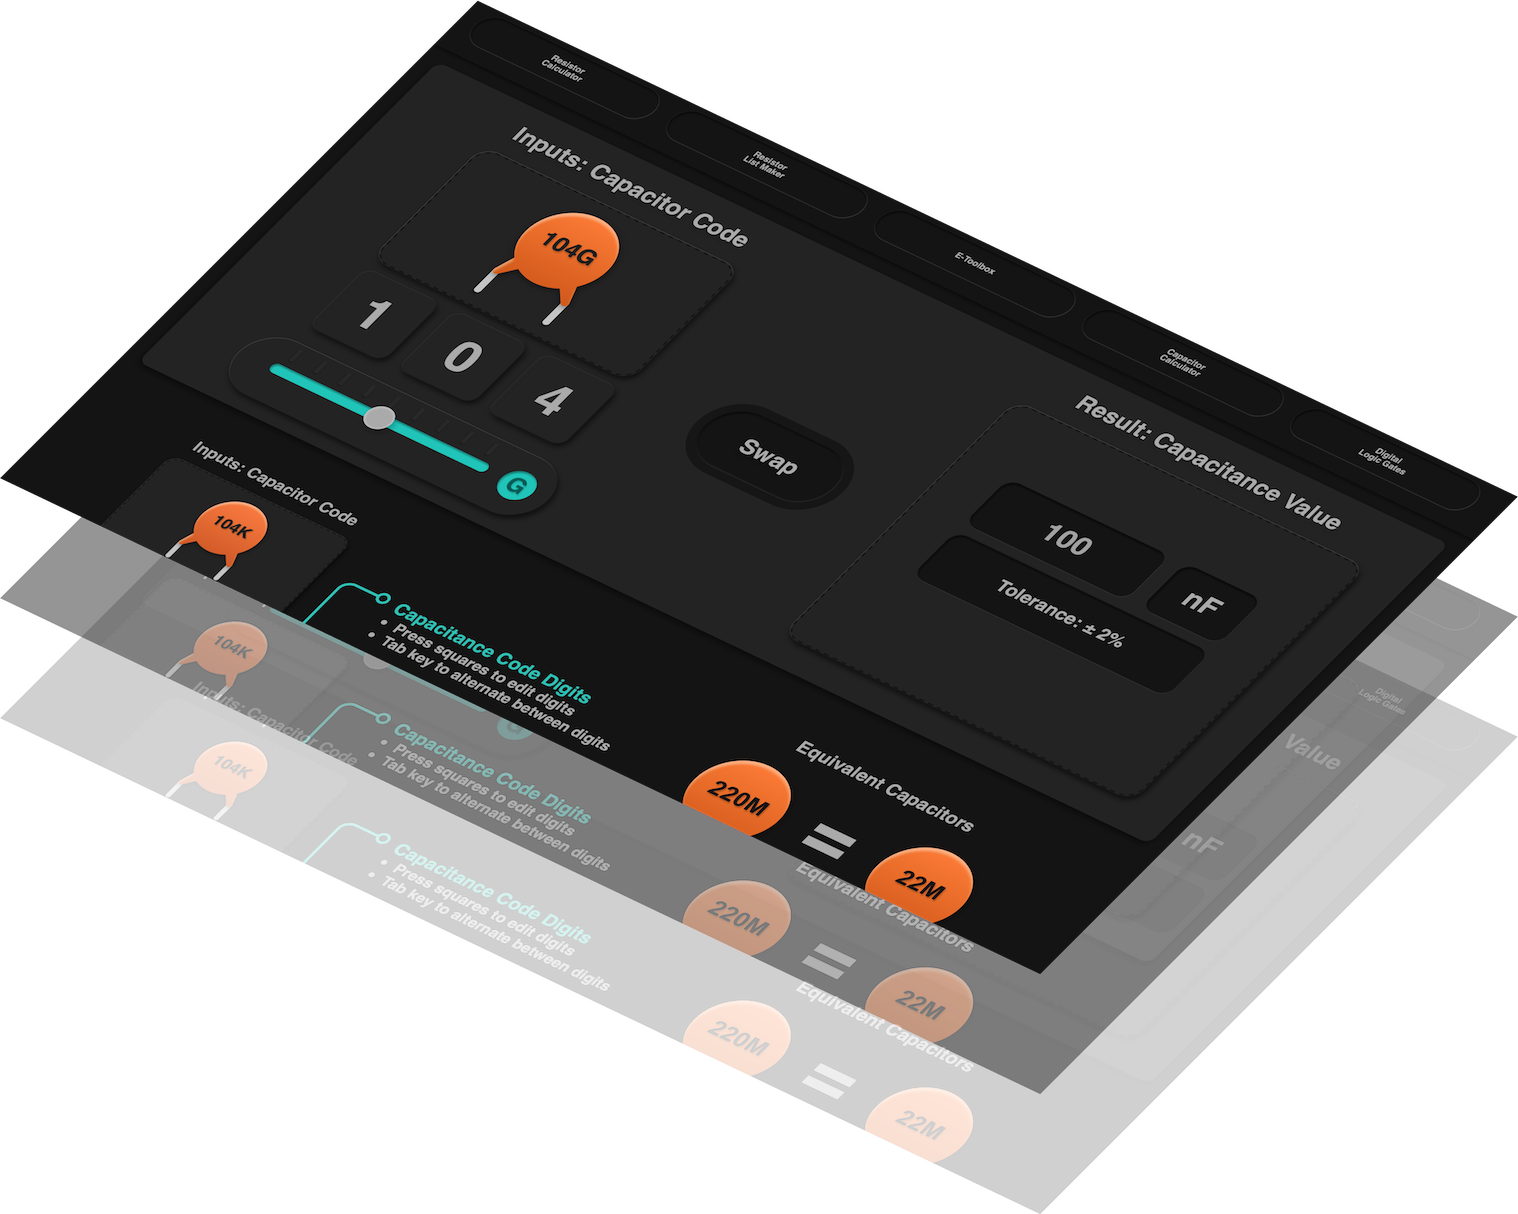 Resistor
Calculator
Resistor
List Maker
E-Toolbox
Capacitor
Calculator
Digital
Logic Gates
Inputs: Capacitor Code
104G
1
0
4
G
Swap
Result: Capacitance Value
100
nF
Tolerance: ± 2%
Inputs: Capacitor Code
104K
Capacitance Code Digits
• Press squares to edit digits
• Tab key to alternate between digits
Equivalent Capacitors
220M
=
22M
Digital
Logic Gates
Value
nF
G
104K
Inputs: Capacitor Code
Capacitance Code Digits
• Press squares to edit digits
• Tab key to alternate between digits
Equivalent Capacitors
220M
=
22M
104K
Capacitance Code Digits
• Press squares to edit digits
• Tab key to alternate between digits
Equivalent Capacitors
220M
=
22M